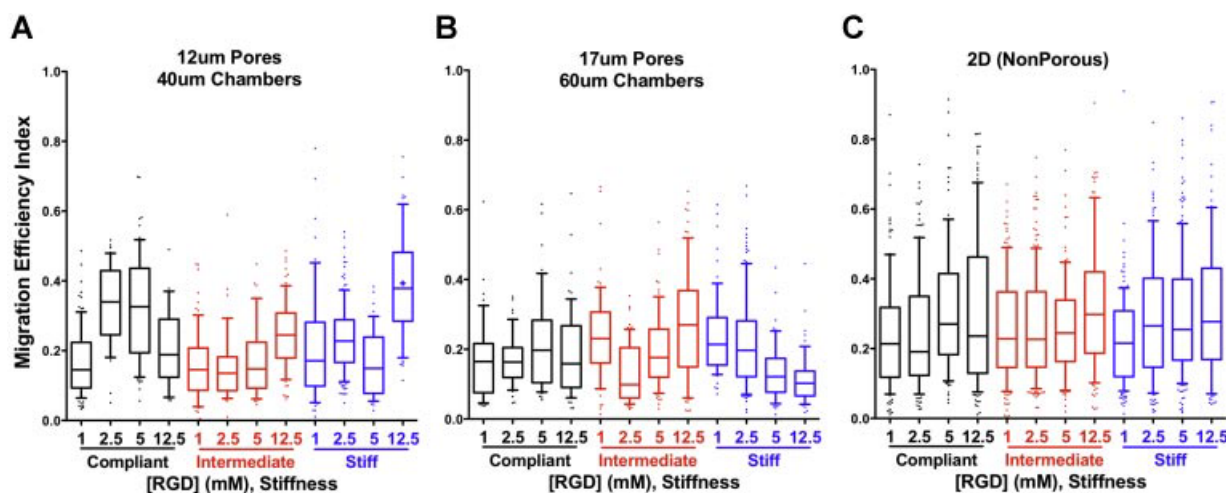 A
12um Pores
40um Chambers
Migration Efficiency Index
1.0
0.8
0.6
0.4
0.2
0.0
1 2.5 5 12.5 1 2.5 5 12.5 1 2.5 5 12.5
Compliant Intermediate Stiff
[RGD] (mM), Stiffness
B
17um Pores
60um Chambers
1.0
0.8
0.6
0.4
0.2
0.0
1 2.5 5 12.5 1 2.5 5 12.5 1 2.5 5 12.5
Compliant Intermediate Stiff
[RGD] (mM), Stiffness
C
2D (NonPorous)
1.0
0.8
0.6
0.4
0.2
0.0
1 2.5 5 12.5 1 2.5 5 12.5 1 2.5 5 12.5
Compliant Intermediate Stiff
[RGD] (mM), Stiffness